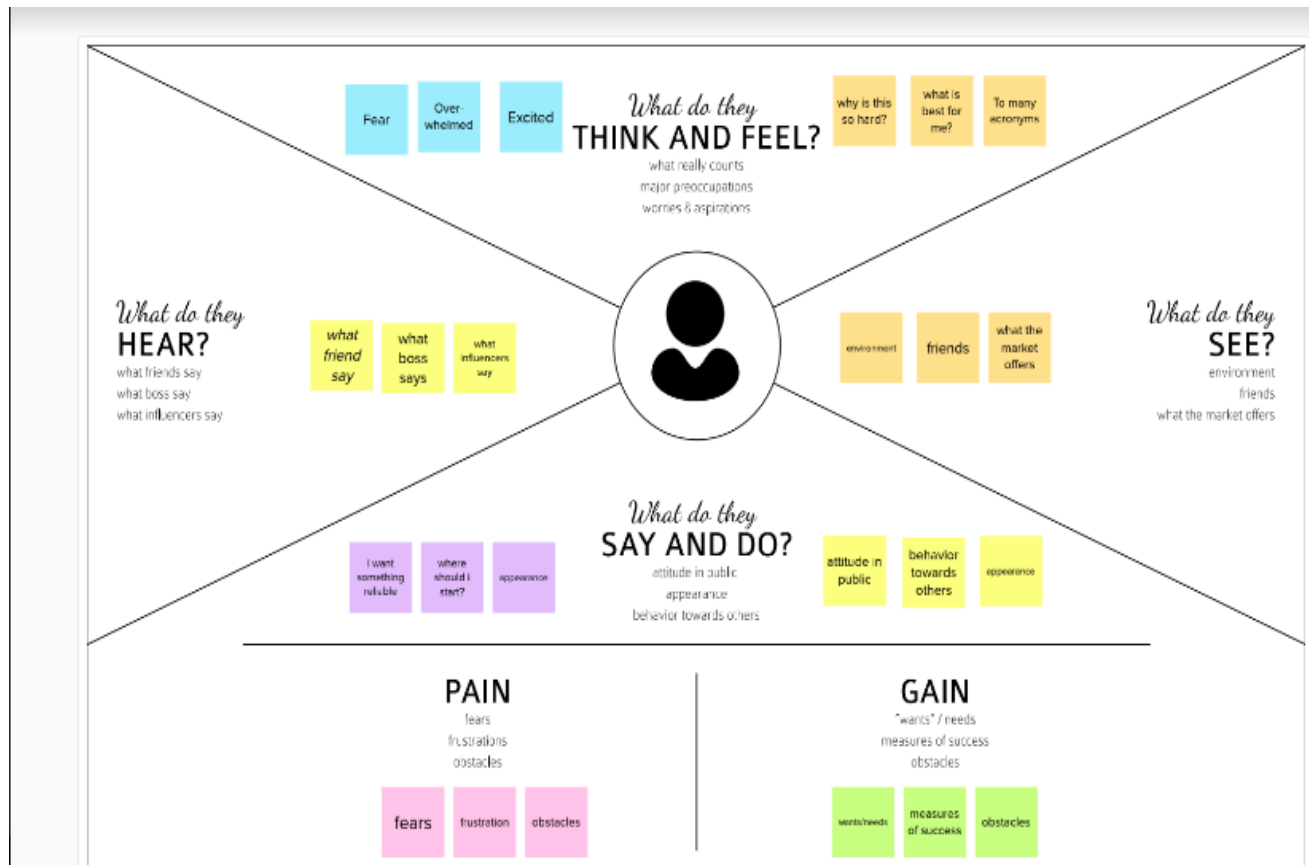 Fear
Over-
whelmed
Excited
What do they
THINK AND FEEL?
what really counts
major preoccupations
worries & aspirations
why is this
so hard?
what is
best for
me?
To many
acronyms
What do they
HEAR?
what friends say
what boss say
what influencers say
what
friend
say
what
boss
says
what
influencers
say
environment
friends
what the
market
offers
What do they
SEE?
environment
friends
what the market offers
What do they
SAY AND DO?
attitude in public
appearance
behavior towards others
I want
something
reliable
where
should i
start?
appearance
attitude in
public
behavior
towards
others
appearance
PAIN
fears
frustrations
obstacles
fears
frustration
obstacles
GAIN
"wants" / needs
measures of success
obstacles
wants/needs
measures
of success
obstacles